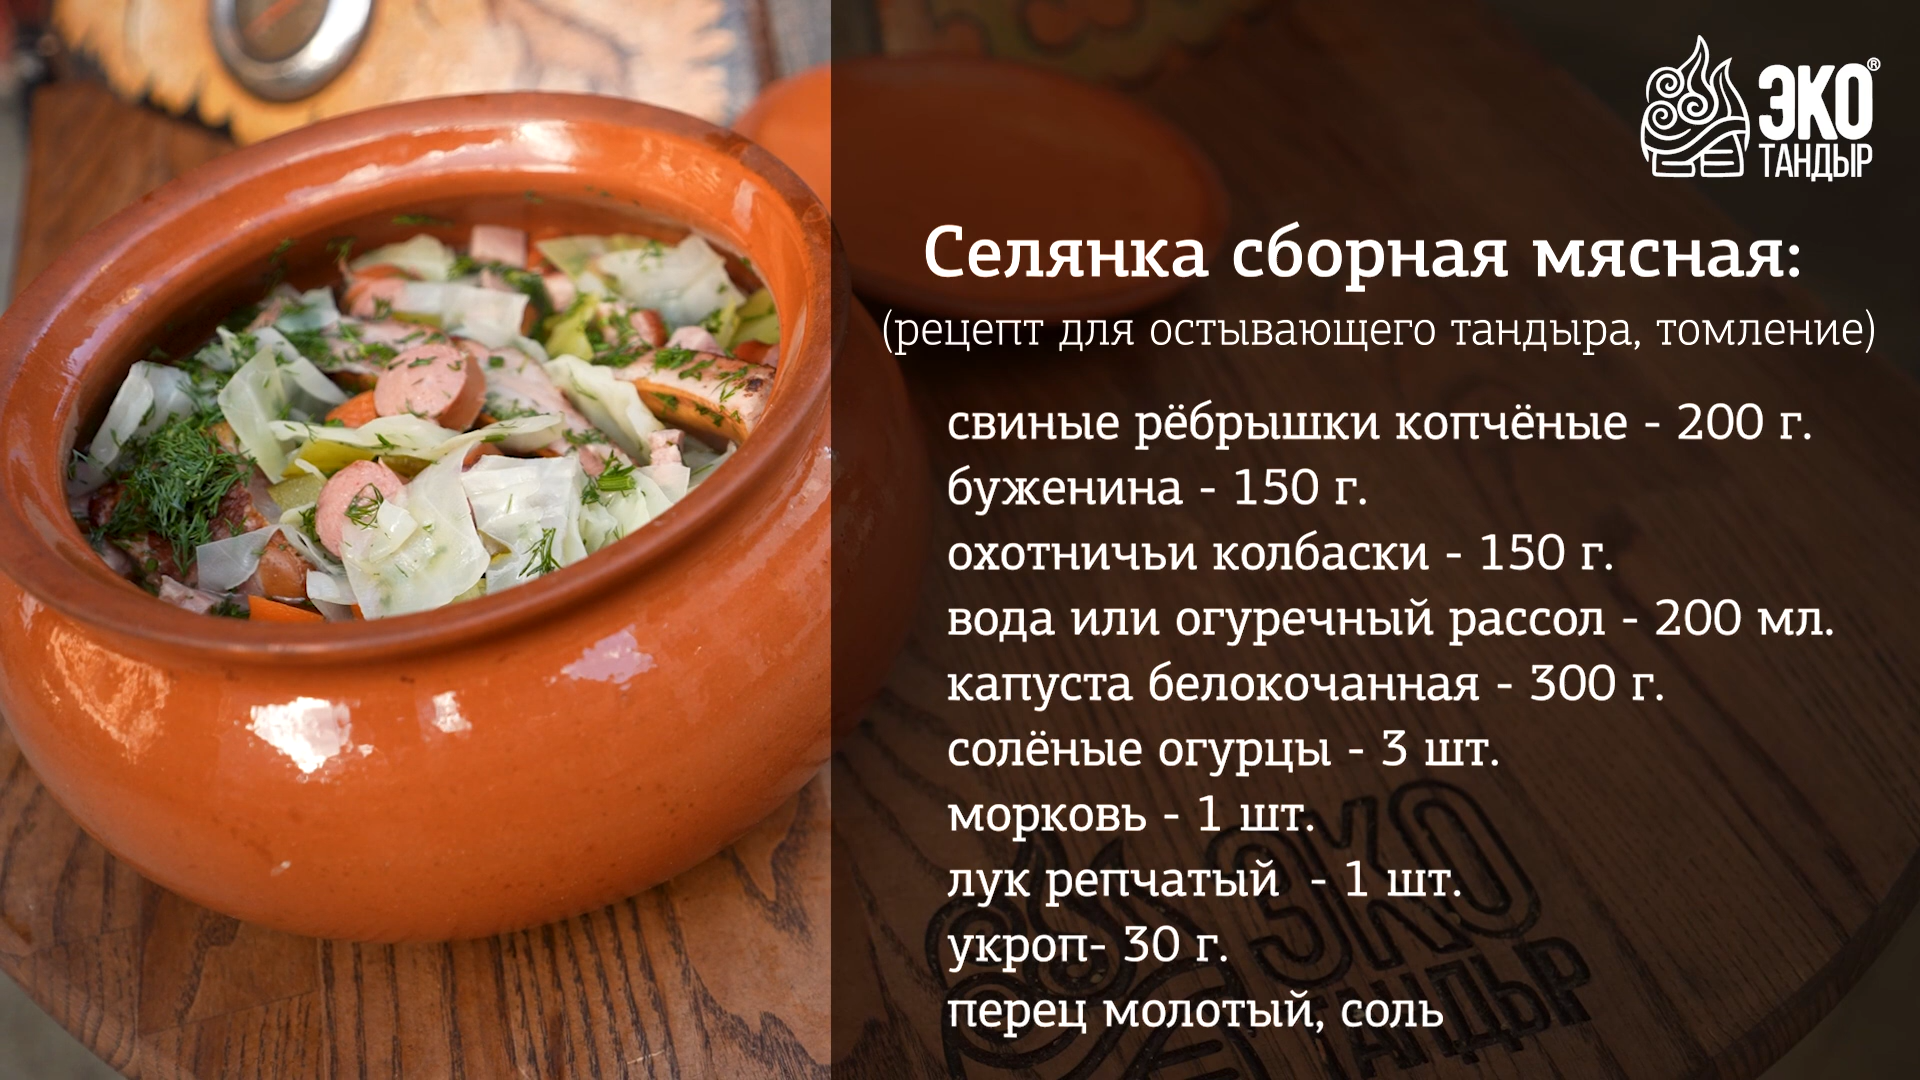 ЭКО®
ТАНДЫР
Селянка сборная мясная:
(рецепт для остывающего тандыра, томление)
свиные рёбрышки копчёные - 200 г.
буженина - 150 г.
охотничьи колбаски - 150 г.
вода или огуречный рассол - 200 мл.
капуста белокочанная - 300 г.
солёные огурцы - 3 шт.
морковь - 1 шт.
лук репчатый - 1 шт.
укроп- 30 г.
перец молотый, соль
ЭКО
ТАНДЫР